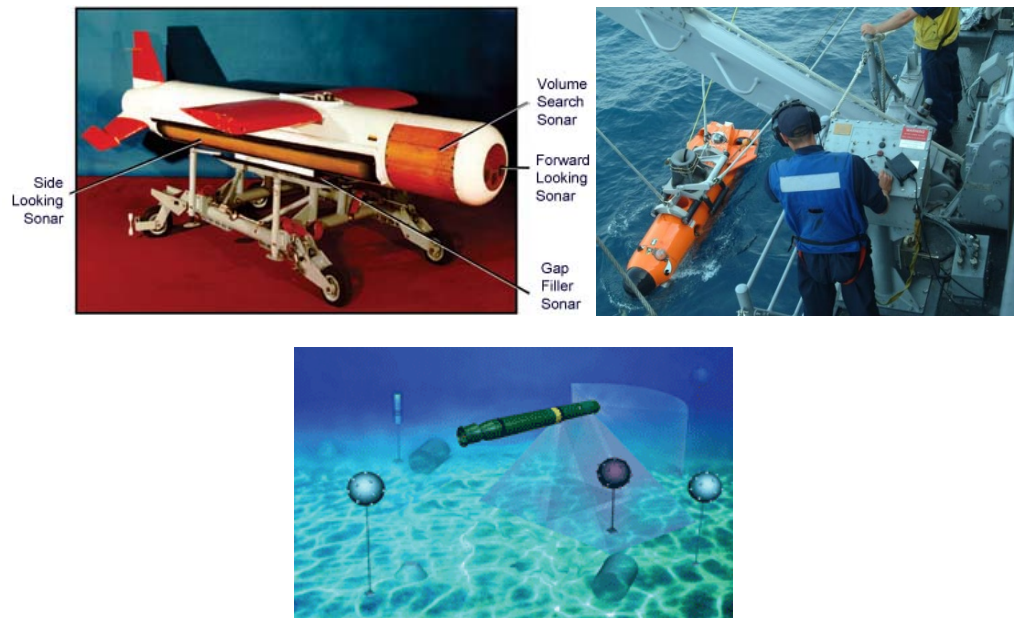 Volume
Search
Sonar
Forward
Looking
Sonar
Side
Looking
Sonar
Gap
Filler
Sonar